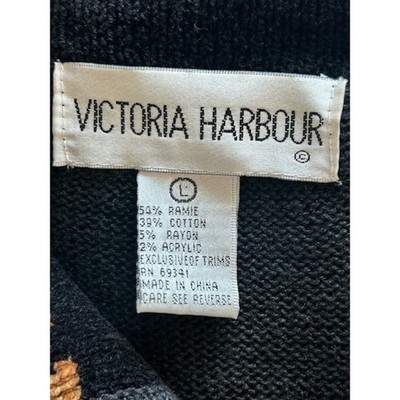 VICTORIA HARBOUR
©
L
54% RAMIE
39% COTTON
5% RAYON
2% ACRYLIC
EXCLUSIVE OF TRIMS
RN 69341
MADE IN CHINA
CARE SEE REVERSE